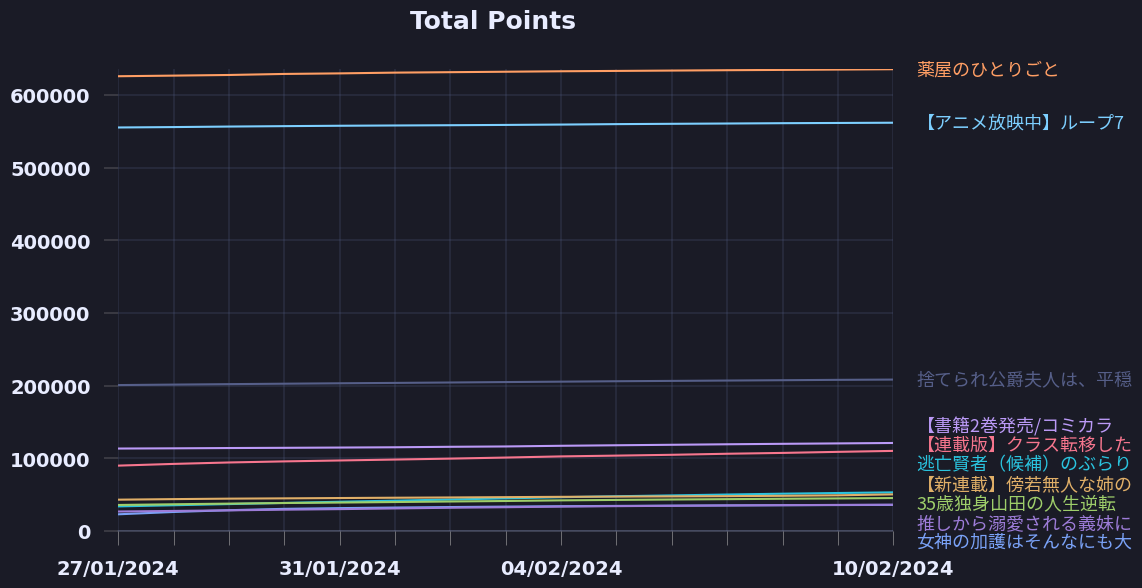 Total Points
600000
500000
400000
300000
200000
100000
0
27/01/2024
31/01/2024
04/02/2024
10/02/2024
薬屋のひとりごと
【アニメ放映中】ループ7
捨てられ公爵夫人は、平穏
【書籍2巻発売/コミカラ
【連載版】クラス転移した
逃亡賢者（候補）のぶらり
【新連載】傍若無人な姉の
35歳独身山田の人生逆転
推しから溺愛される義妹に
女神の加護はそんなにも大